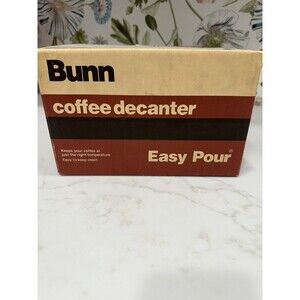 Bunn
coffee decanter
Keeps your coffee at
just the right temperature
Easy to keep clean
Easy Pour®